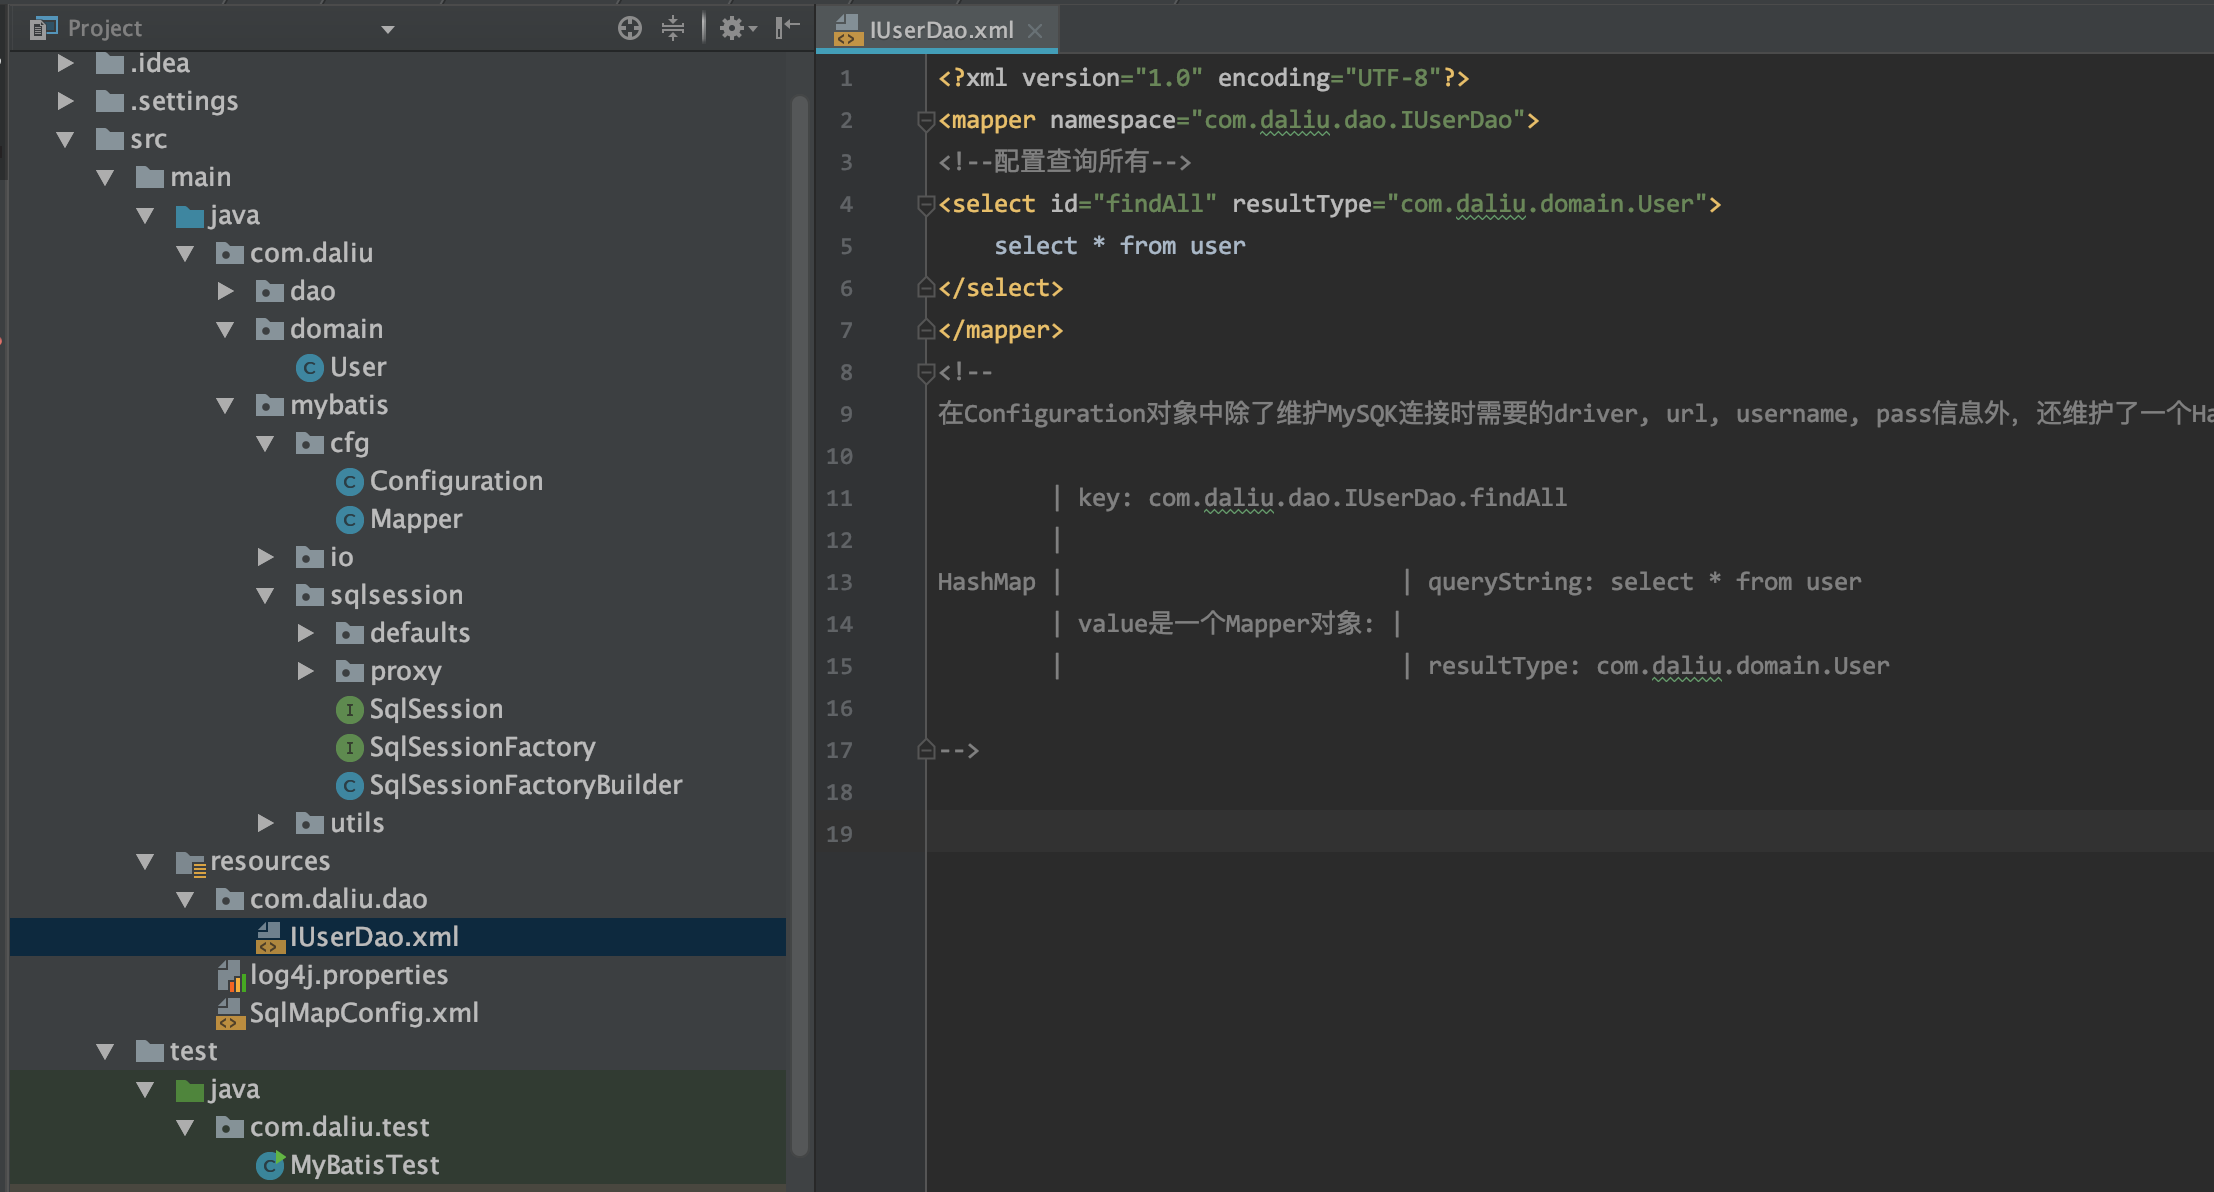 Project
.idea
.settings
src
main
java
com.daliu
dao
domain
User
mybatis
cfg
Configuration
Mapper
io
sqlsession
defaults
proxy
SqlSession
SqlSessionFactory
SqlSessionFactoryBuilder
utils
resources
com.daliu.dao
IUserDao.xml
log4j.properties
SqlMapConfig.xml
test
java
com.daliu.test
MyBatisTest
IUserDao.xml
1 <?xml version="1.0" encoding="UTF-8"?>
2 <mapper namespace="com.daliu.dao.IUserDao">
3 <!--配置查询所有-->
4 <select id="findAll" resultType="com.daliu.domain.User">
5 select * from user
6 </select>
7 </mapper>
8 <!--
9 在Configuration对象中除了维护MySQK连接时需要的driver, url, username, pass信息外, 还维护了一个Ha
10
11 | key: com.daliu.dao.IUserDao.findAll
12 |
13 HashMap | | queryString: select * from user
14 | value是一个Mapper对象: |
15 | | resultType: com.daliu.domain.User
16
17 -->
18
19